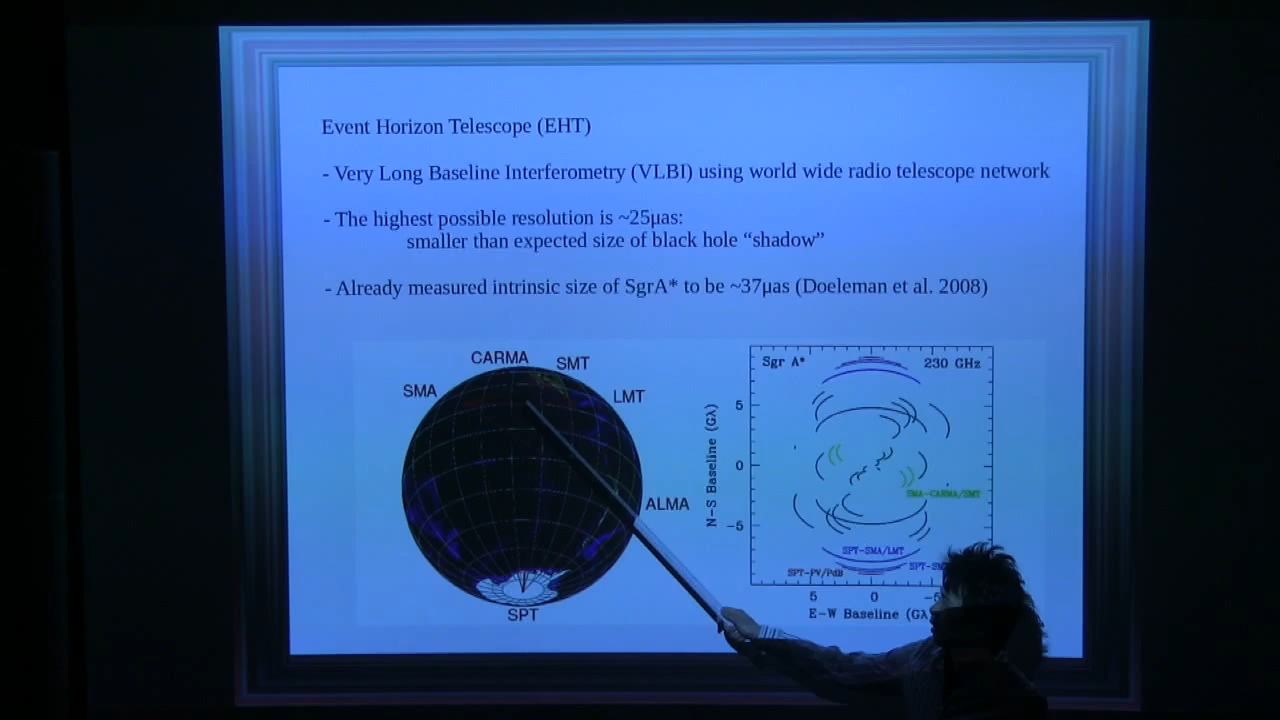 Event Horizon Telescope (EHT)
- Very Long Baseline Interferometry (VLBI) using world wide radio telescope network
- The highest possible resolution is ~25μas:
smaller than expected size of black hole “shadow”
- Already measured intrinsic size of SgrA* to be ~37μas (Doeleman et al. 2008)
CARMA
SMT
SMA
LMT
ALMA
SPT
Sgr A*
230 GHz
N-S Baseline (Gλ)
5
0
-5
SMA-CARMA/SMT
SPT-SMA/LMT
SPT-PV/PdB
5
0
-5
E-W Baseline (Gλ